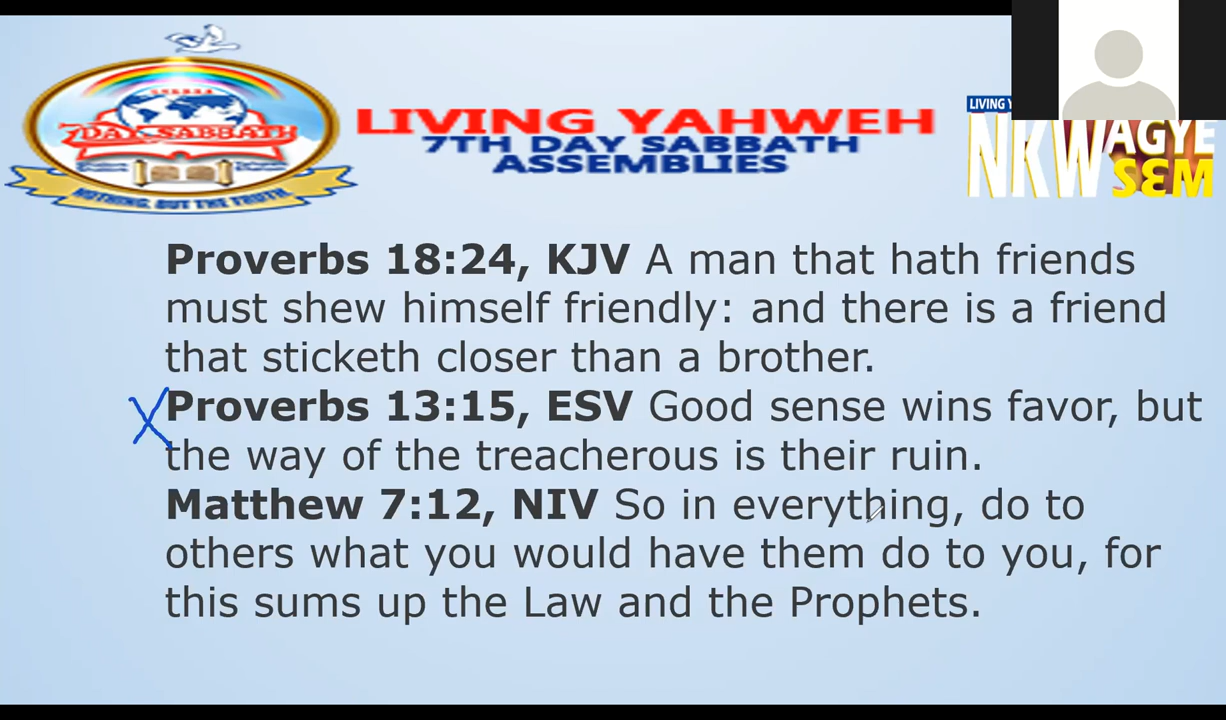 7 DAY SABBATH
NOTHING BUT THE TRUTH
LIVING YAHWEH
7TH DAY SABBATH
ASSEMBLIES
LIVING Y
NKWAGYE
SƐM
Proverbs 18:24, KJV A man that hath friends
must shew himself friendly: and there is a friend
that sticketh closer than a brother.
Proverbs 13:15, ESV Good sense wins favor, but
the way of the treacherous is their ruin.
Matthew 7:12, NIV So in everything, do to
others what you would have them do to you, for
this sums up the Law and the Prophets.